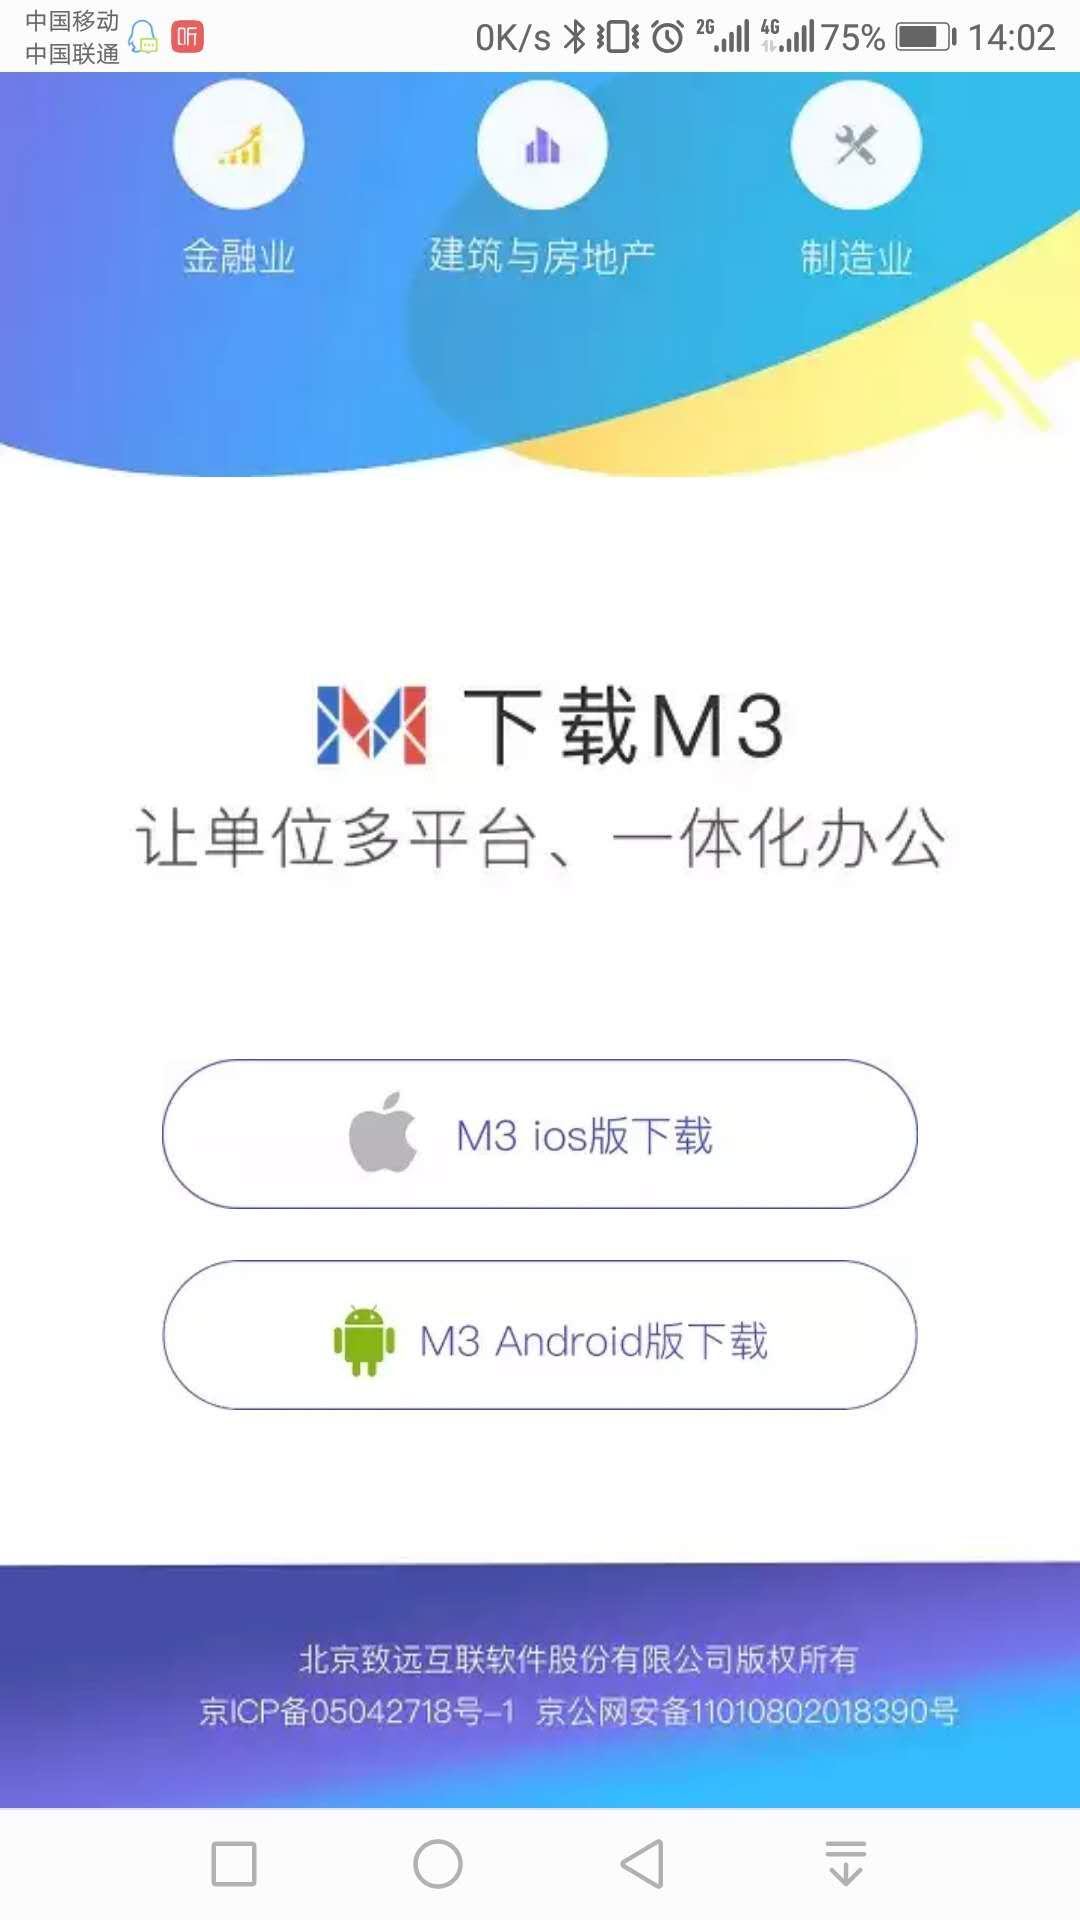 中国移动
中国联通
听
0K/s 2G 4G 75% 14:02
金融业 建筑与房地产 制造业
下载M3
让单位多平台、一体化办公
M3 ios版下载
M3 Android版下载
北京致远互联软件股份有限公司版权所有
京ICP备05042718号-1 京公网安备11010802018390号